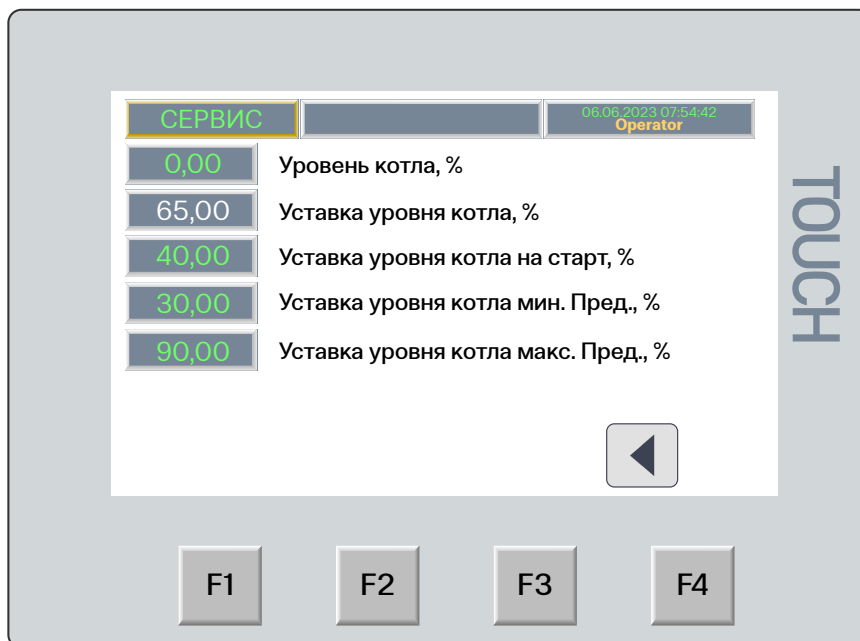 СЕРВИС
06.06.2023 07:54:42
Operator
0,00 Уровень котла, %
65,00 Уставка уровня котла, %
40,00 Уставка уровня котла на старт, %
30,00 Уставка уровня котла мин. Пред., %
90,00 Уставка уровня котла макс. Пред., %
TOUCH
F1 F2 F3 F4